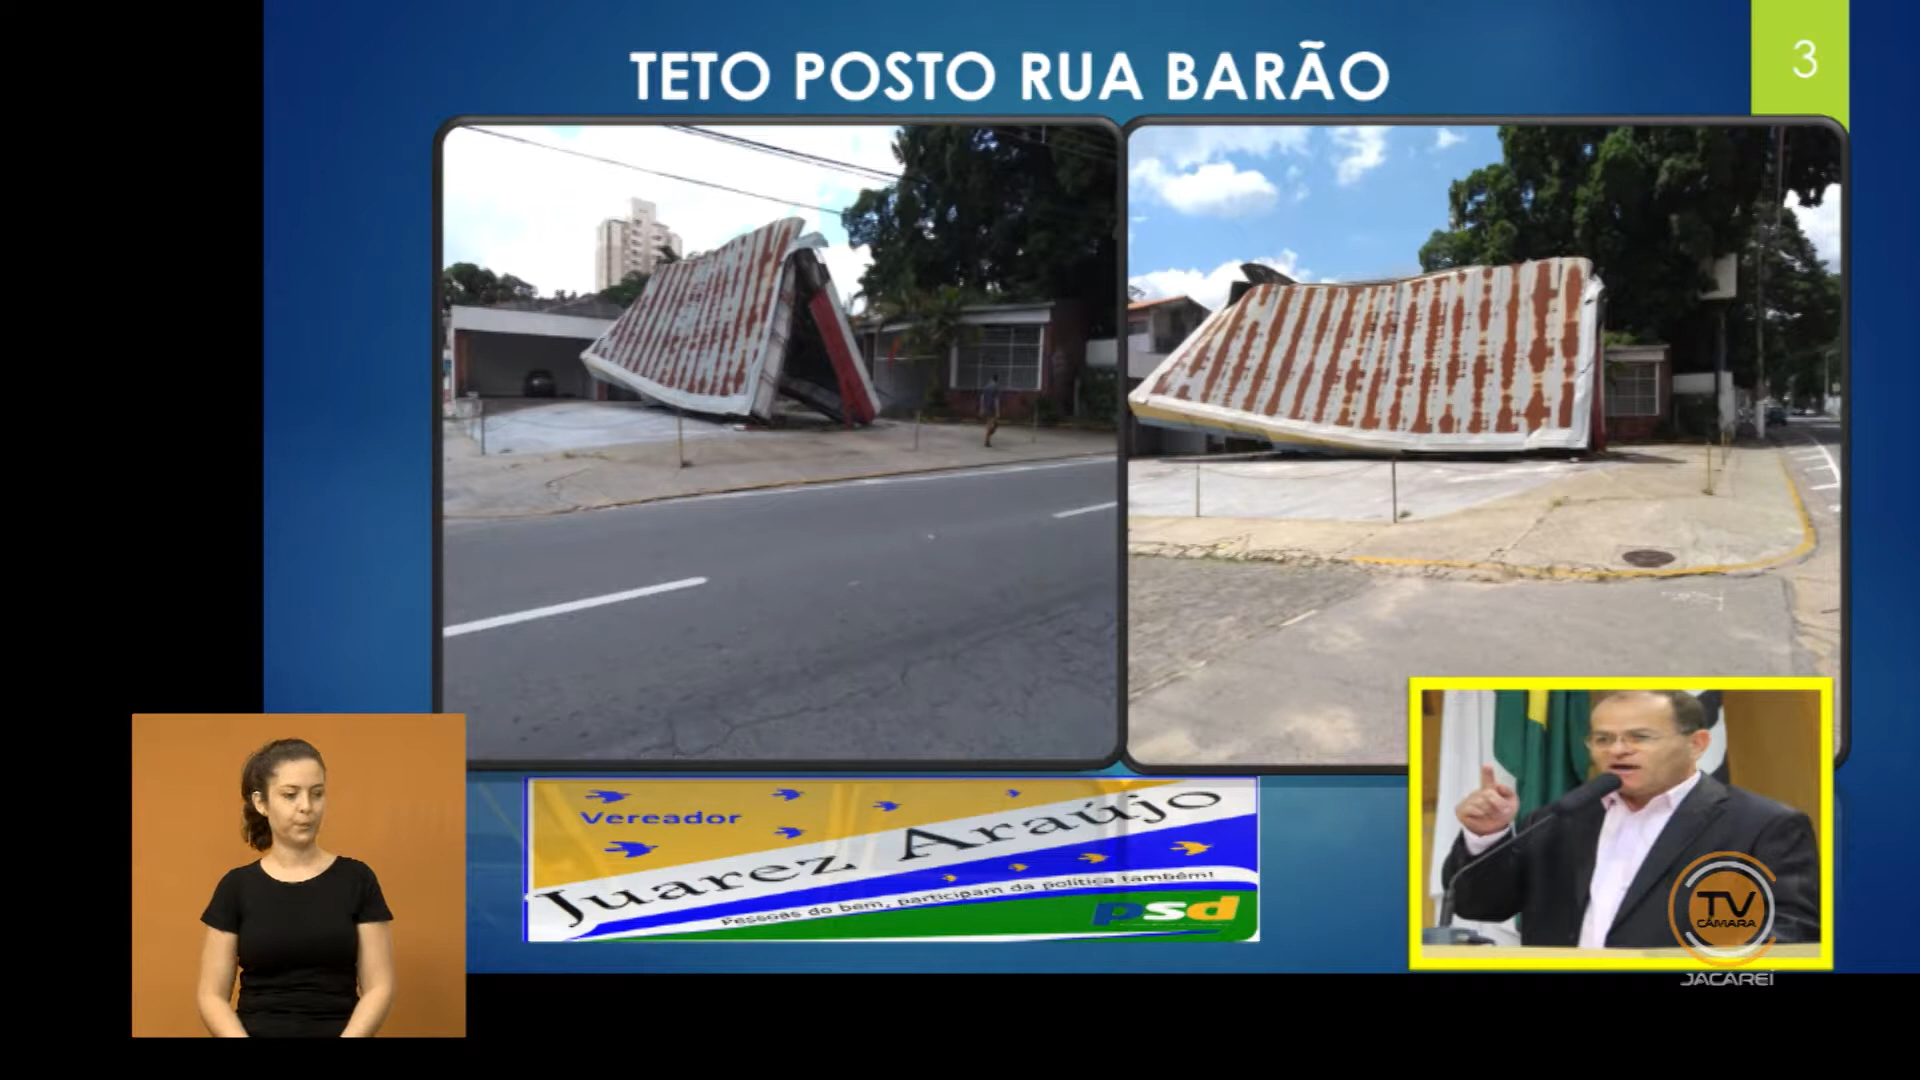 TETO POSTO RUA BARÃO
3
Vereador
Juarez Araújo
Pessoas do bem, participam da política também!
psd
TV
CÂMARA
JACAREÍ